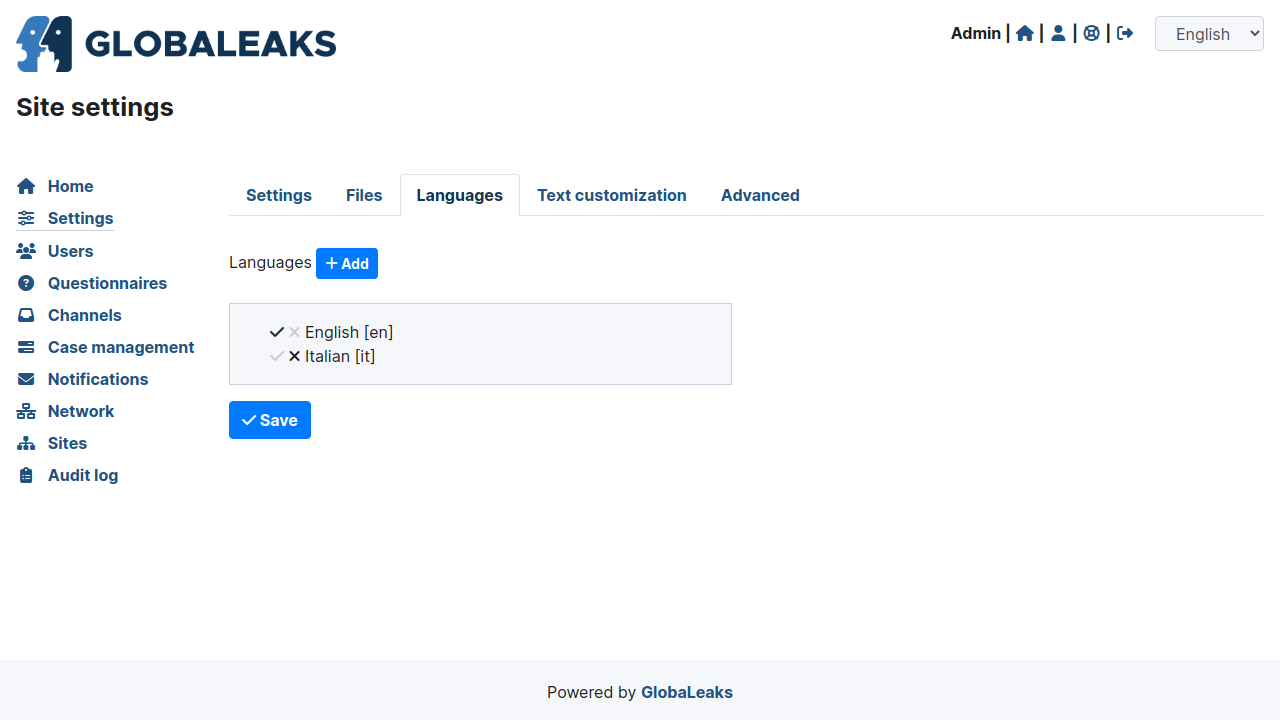 GLOBALEAKS
Admin | | | |
English
Site settings
Home
Settings
Users
Questionnaires
Channels
Case management
Notifications
Network
Sites
Audit log
Settings Files Languages Text customization Advanced
Languages Add
English [en]
Italian [it]
Save
Powered by GlobaLeaks